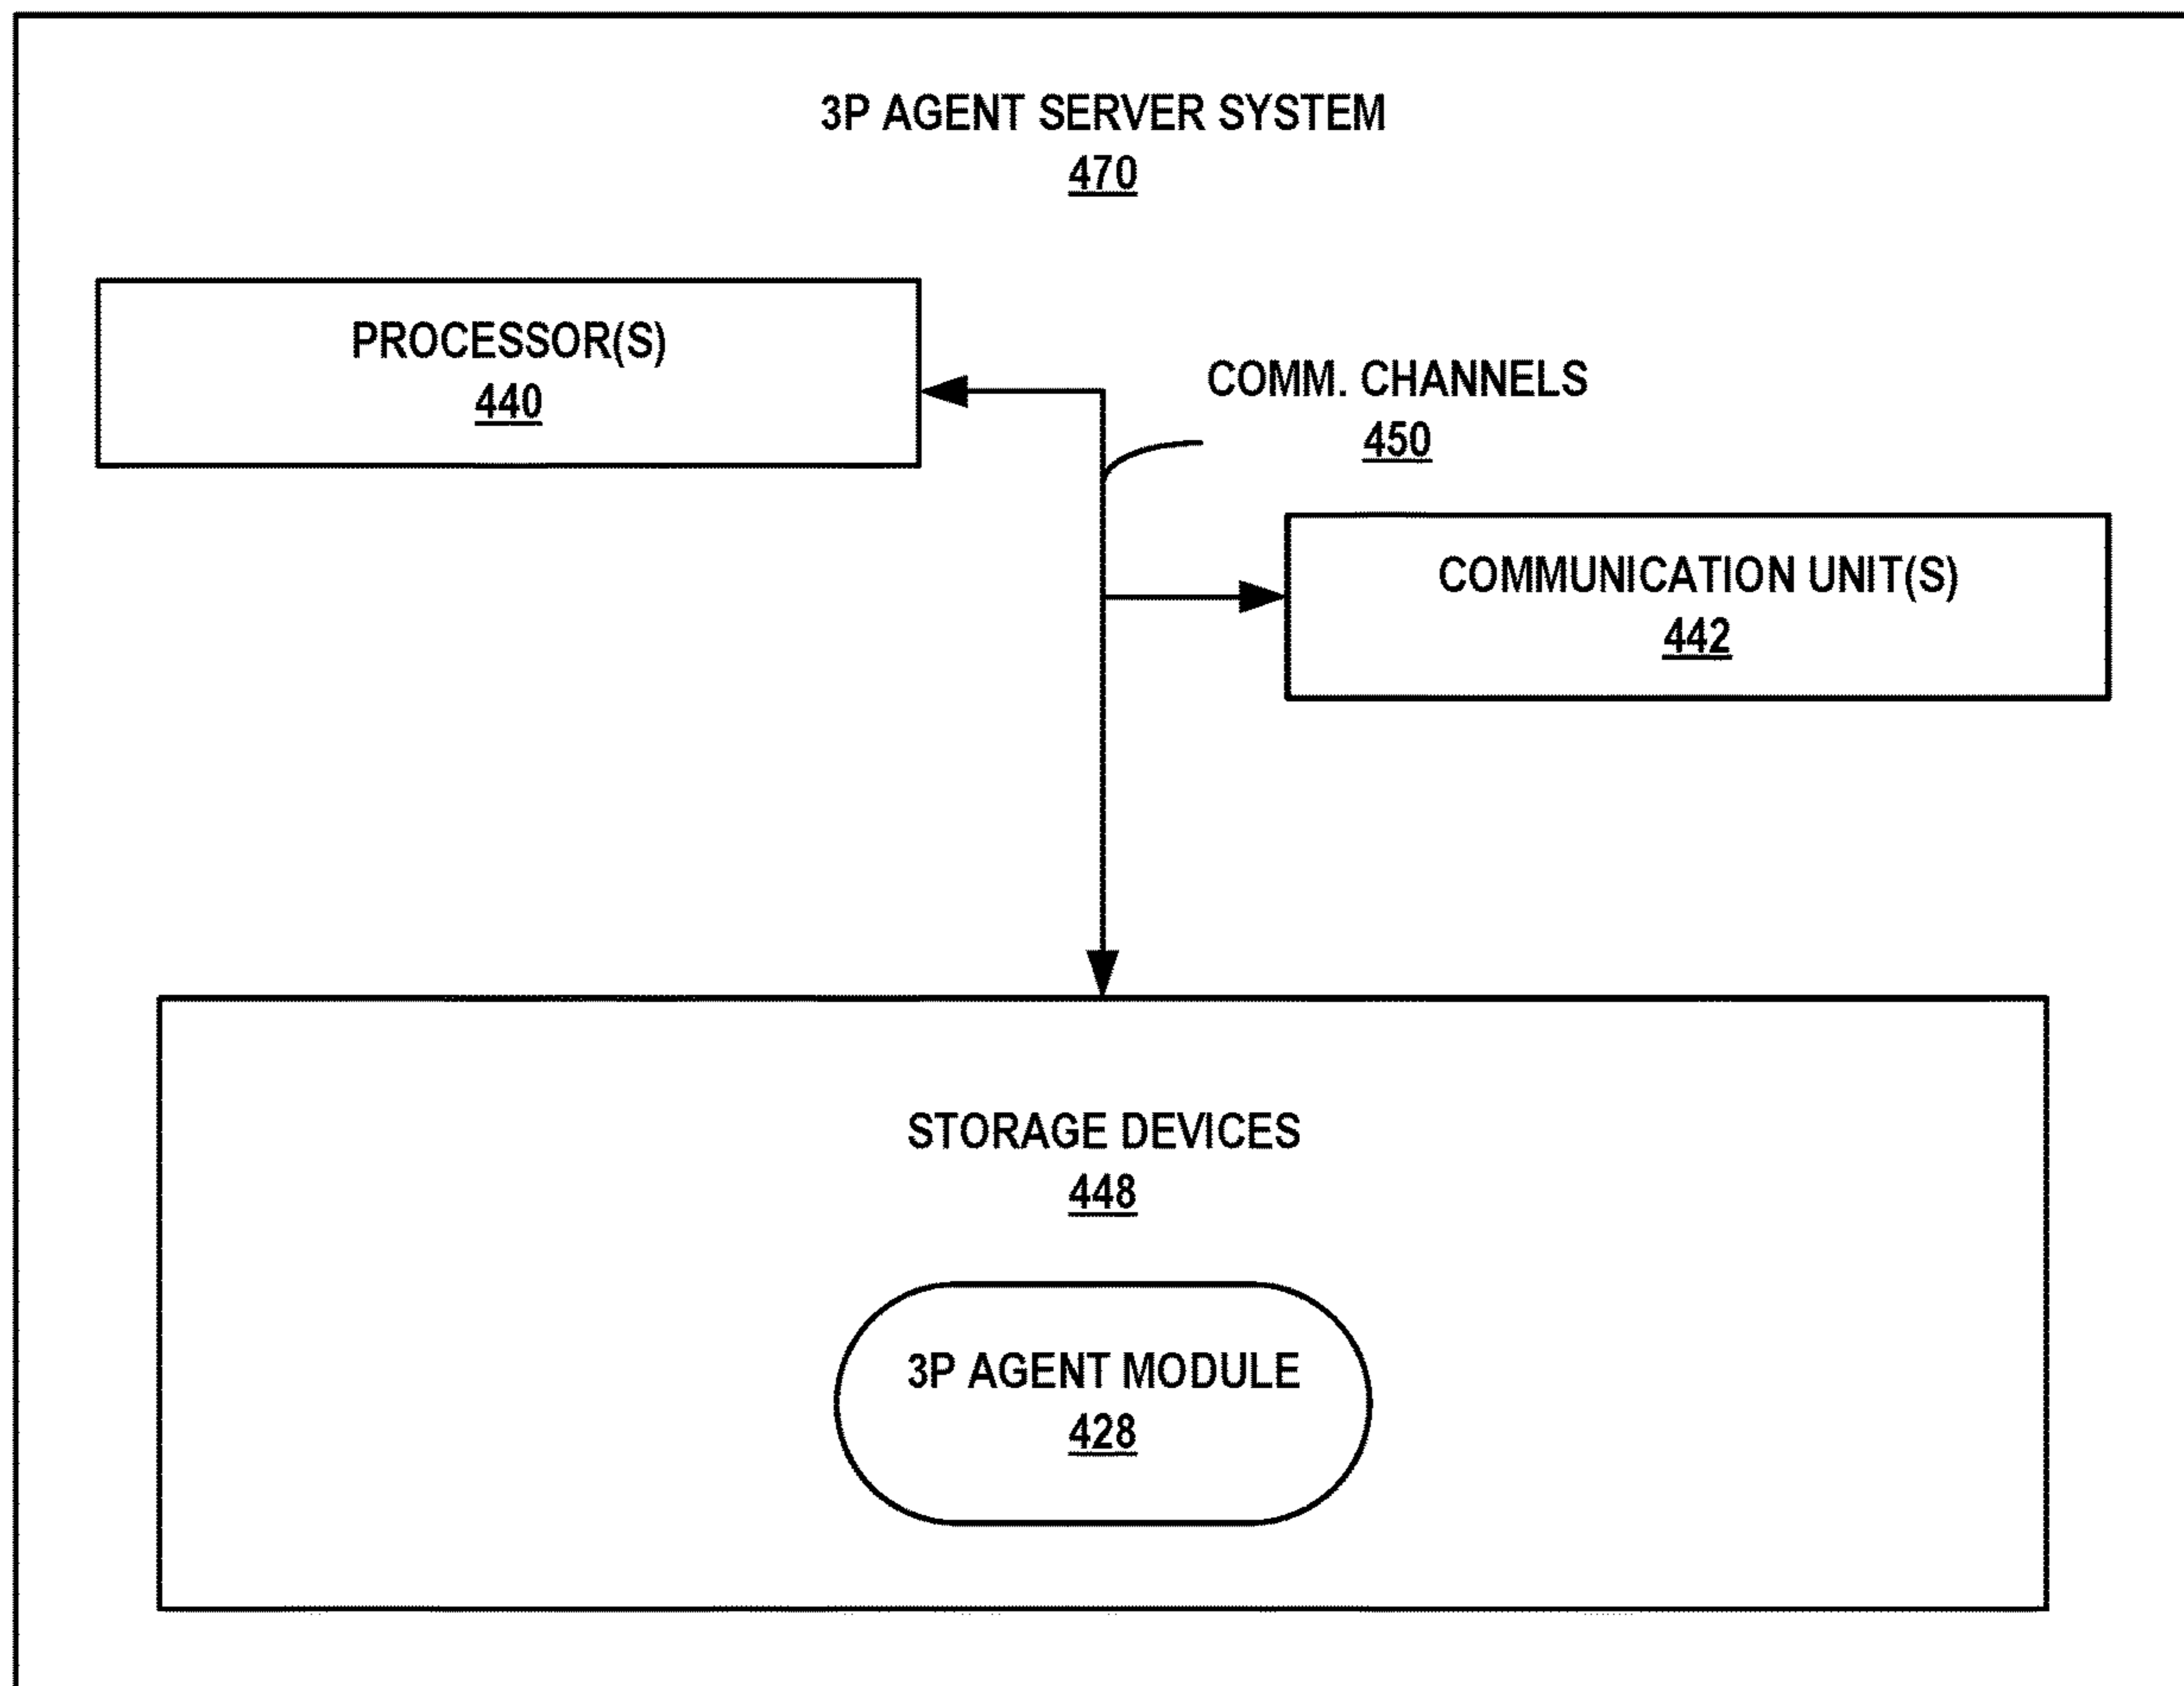 3P AGENT SERVER SYSTEM
470
PROCESSOR(S)
440
COMM. CHANNELS
450
COMMUNICATION UNIT(S)
442
STORAGE DEVICES
448
3P AGENT MODULE
428